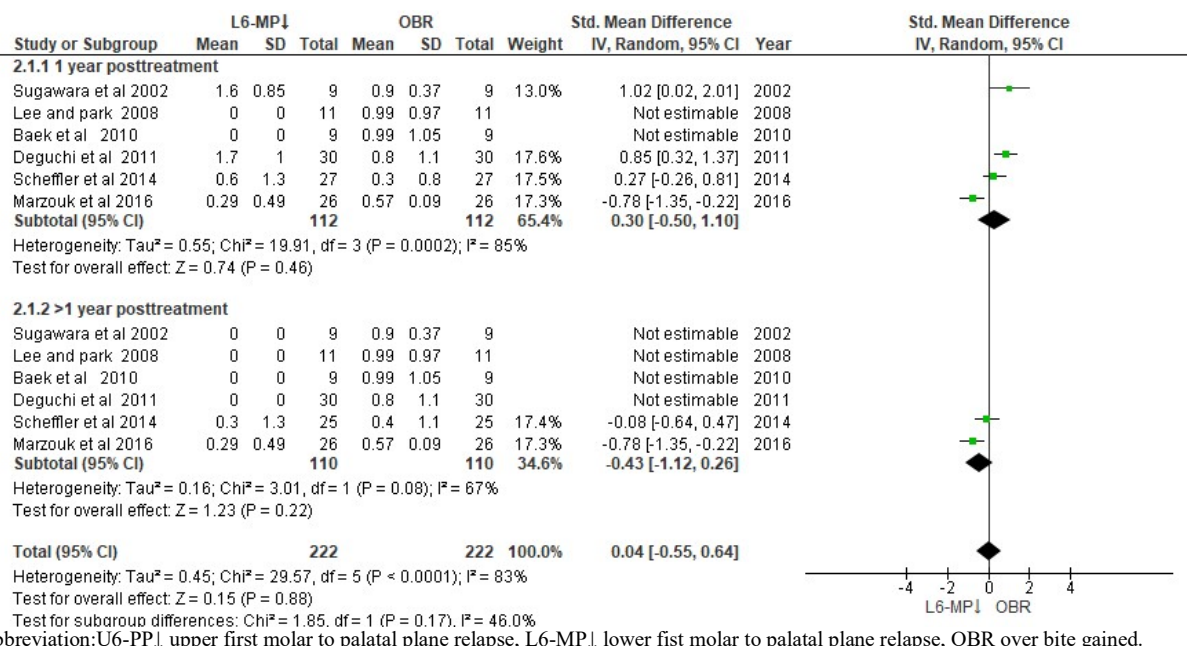 L6-MP↓ OBR Std. Mean Difference Std. Mean Difference
Study or Subgroup Mean SD Total Mean SD Total Weight IV, Random, 95% CI Year IV, Random, 95% CI
2.1.1 1 year posttreatment
Sugawara et al 2002 1.6 0.85 9 0.9 0.37 9 13.0% 1.02 [0.02, 2.01] 2002
Lee and park 2008 0 0 11 0.99 0.97 11 Not estimable 2008
Baek et al 2010 0 0 9 0.99 1.05 9 Not estimable 2010
Deguchi et al 2011 1.7 1 30 0.8 1.1 30 17.6% 0.85 [0.32, 1.37] 2011
Scheffler et al 2014 0.6 1.3 27 0.3 0.8 27 17.5% 0.27 [-0.26, 0.81] 2014
Marzouk et al 2016 0.29 0.49 26 0.57 0.09 26 17.3% -0.78 [-1.35, -0.22] 2016
Subtotal (95% CI) 112 112 65.4% 0.30 [-0.50, 1.10]
Heterogeneity: Tau² = 0.55; Chi² = 19.91, df = 3 (P = 0.0002); I² = 85%
Test for overall effect: Z = 0.74 (P = 0.46)
2.1.2 >1 year posttreatment
Sugawara et al 2002 0 0 9 0.9 0.37 9 Not estimable 2002
Lee and park 2008 0 0 11 0.99 0.97 11 Not estimable 2008
Baek et al 2010 0 0 9 0.99 1.05 9 Not estimable 2010
Deguchi et al 2011 0 0 30 0.8 1.1 30 Not estimable 2011
Scheffler et al 2014 0.3 1.3 25 0.4 1.1 25 17.4% -0.08 [-0.64, 0.47] 2014
Marzouk et al 2016 0.29 0.49 26 0.57 0.09 26 17.3% -0.78 [-1.35, -0.22] 2016
Subtotal (95% CI) 110 110 34.6% -0.43 [-1.12, 0.26]
Heterogeneity: Tau² = 0.16; Chi² = 3.01, df = 1 (P = 0.08); I² = 67%
Test for overall effect: Z = 1.23 (P = 0.22)
Total (95% CI) 222 222 100.0% 0.04 [-0.55, 0.64]
Heterogeneity: Tau² = 0.45; Chi² = 29.57, df = 5 (P < 0.0001); I² = 83%
Test for overall effect: Z = 0.15 (P = 0.88)
Test for subgroup differences: Chi² = 1.85, df = 1 (P = 0.17), I² = 46.0%
-4 -2 0 2 4
L6-MP↓ OBR
bbreviation:U6-PP↓ upper first molar to palatal plane relapse, L6-MP↓ lower fist molar to palatal plane relapse, OBR over bite gained.